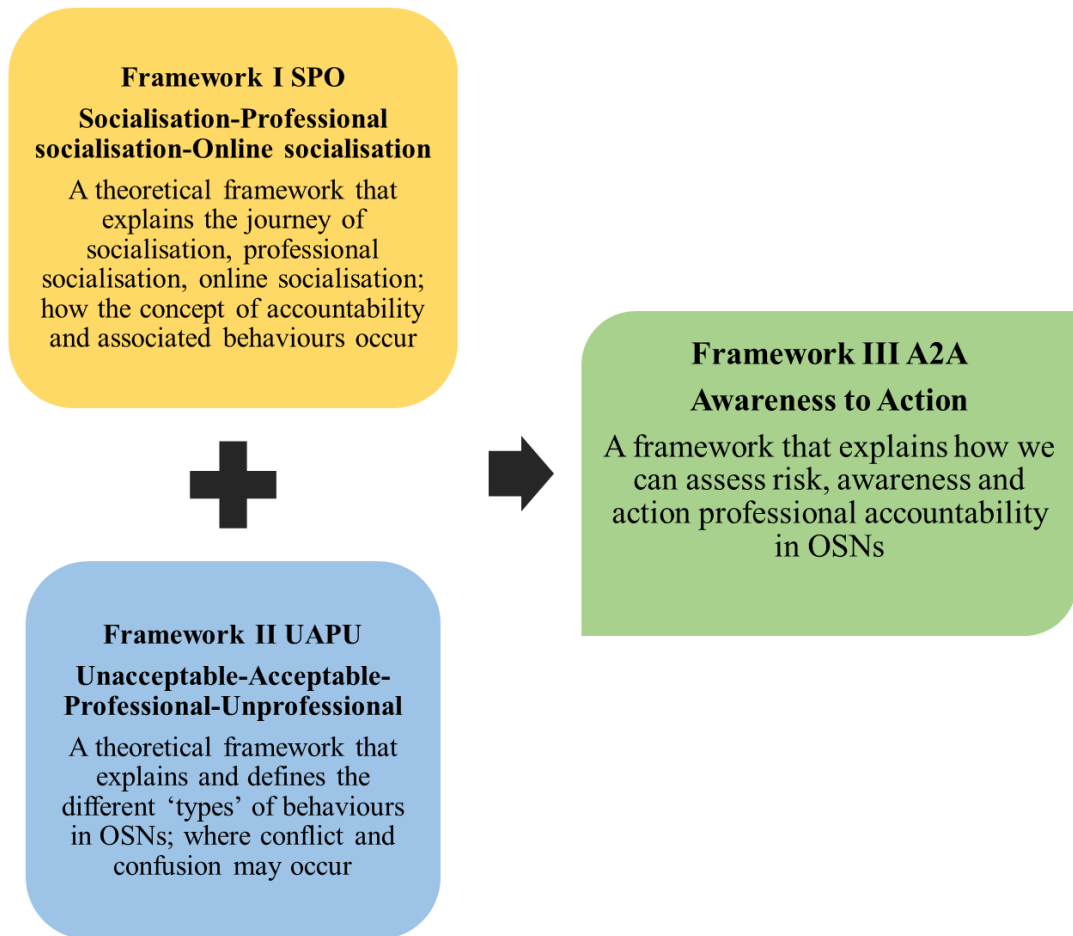 Framework I SPO
Socialisation-Professional
socialisation-Online socialisation
A theoretical framework that
explains the journey of
socialisation, professional
socialisation, online socialisation;
how the concept of accountability
and associated behaviours occur
Framework II UAPU
Unacceptable-Acceptable-
Professional-Unprofessional
A theoretical framework that
explains and defines the
different ‘types’ of behaviours
in OSNs; where conflict and
confusion may occur
Framework III A2A
Awareness to Action
A framework that explains how we
can assess risk, awareness and
action professional accountability
in OSNs